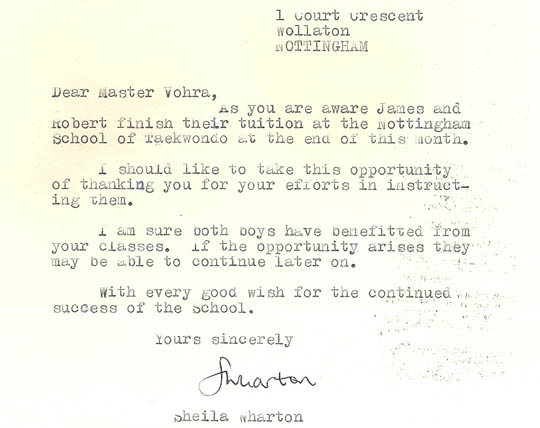 1 Court Crescent
Wollaton
NOTTINGHAM
Dear Master Vohra,
As you are aware James and
Robert finish their tuition at the Nottingham
School of Taekwondo at the end of this month.
I should like to take this opportunity
of thanking you for your efforts in instruct-
ing them.
I am sure both boys have benefitted from
your classes. If the opportunity arises they
may be able to continue later on.
With every good wish for the continued
success of the School.
Yours sincerely
SWharton
Sheila Wharton